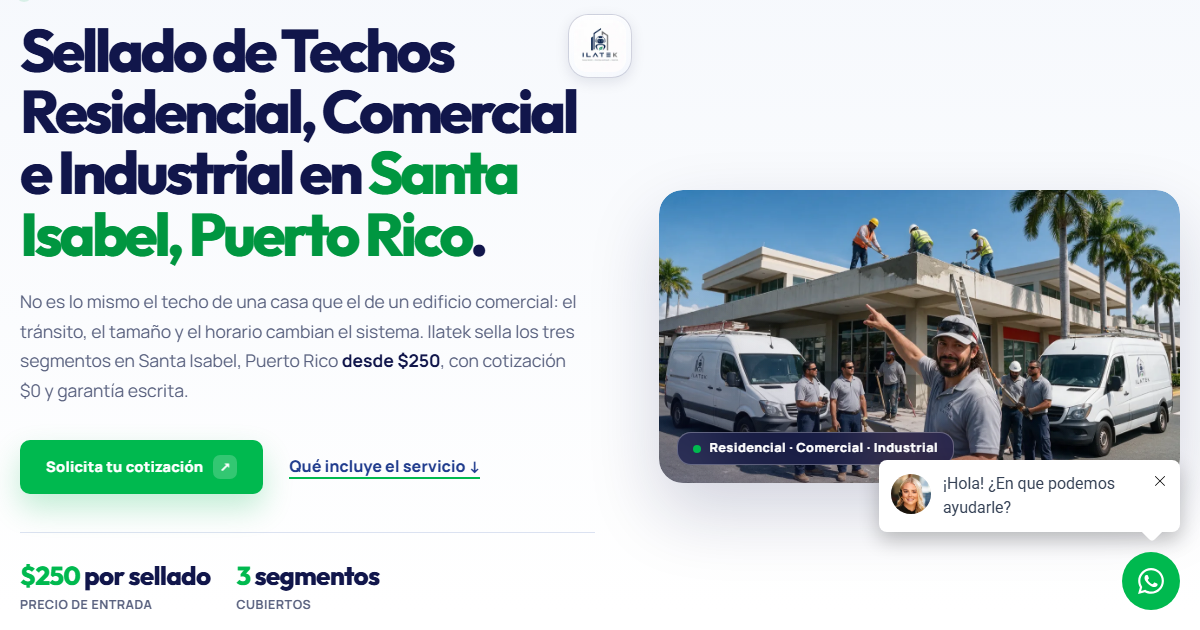 Sellado de Techos
Residencial, Comercial
e Industrial en Santa
Isabel, Puerto Rico.
ILATEK
No es lo mismo el techo de una casa que el de un edificio comercial: el
tránsito, el tamaño y el horario cambian el sistema. Ilatek sella los tres
segmentos en Santa Isabel, Puerto Rico desde $250, con cotización
$0 y garantía escrita.
Solicita tu cotización ↗
Qué incluye el servicio ↓
ILATEK
ILATEK
Residencial · Comercial · Industrial
¡Hola! ¿En que podemos
ayudarle?
$250 por sellado
PRECIO DE ENTRADA
3 segmentos
CUBIERTOS